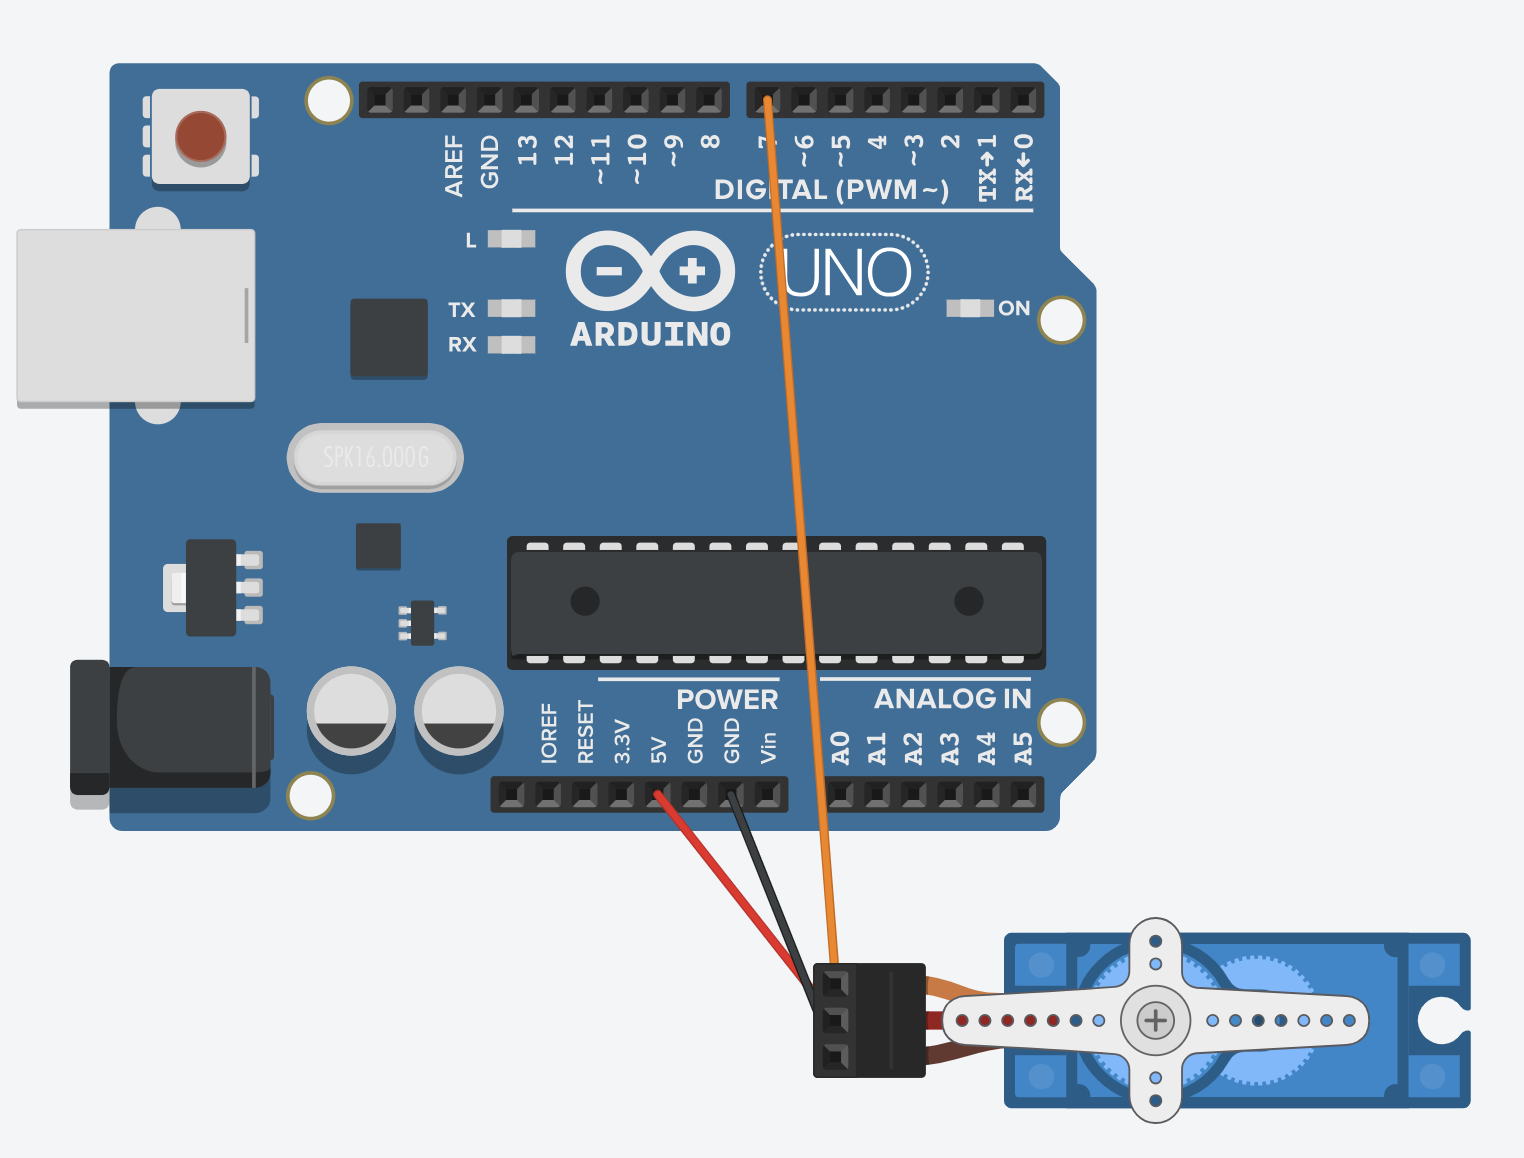 AREF
GND
13
12
~11
~10
~9
8
7
~6
~5
4
~3
2
TX→1
RX←0
DIGITAL (PWM~)
L
TX
RX
ARDUINO
UNO
ON
SPK16.000G
POWER
ANALOG IN
IOREF
RESET
3.3V
5V
GND
GND
Vin
A0
A1
A2
A3
A4
A5